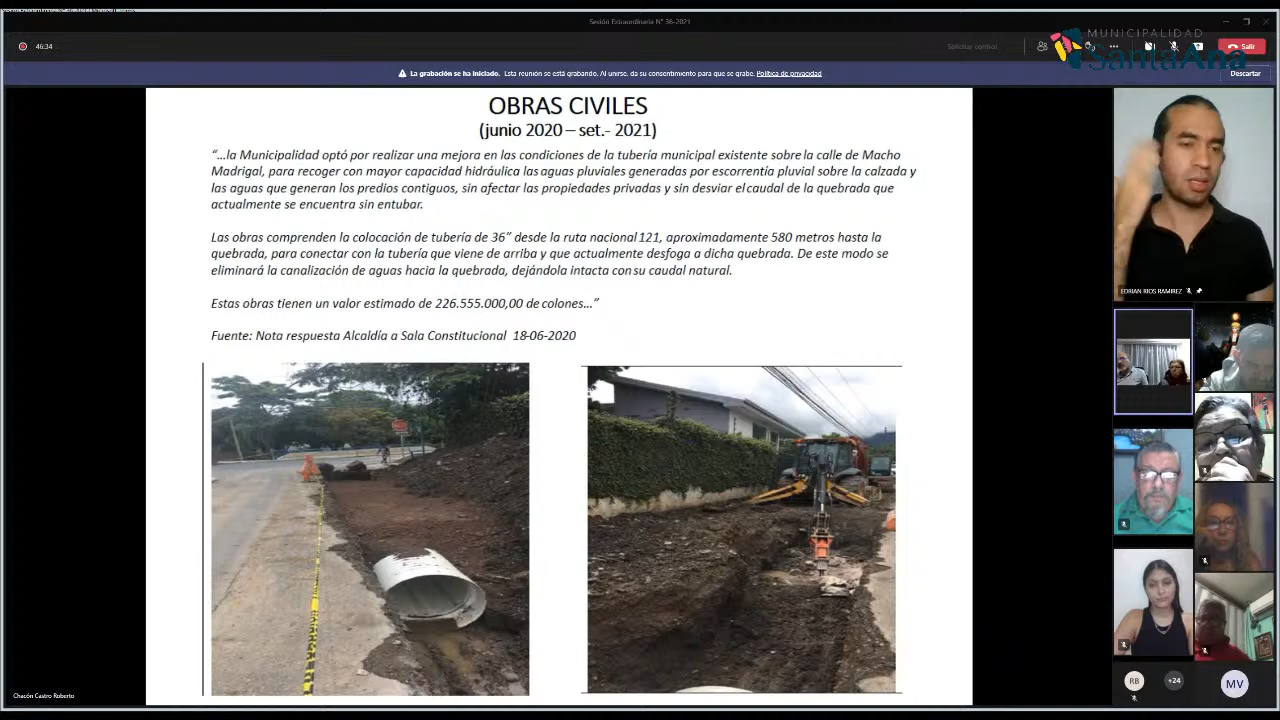 Sesión Extraordinaria N° 36-2021
46:34
Solicitar control
Salir
MUNICIPALIDAD
SantaAna
La grabación se ha iniciado. Esta reunión se está grabando. Al unirse, da su consentimiento para que se grabe. Política de privacidad
Descartar
OBRAS CIVILES
(junio 2020 – set.- 2021)
“…la Municipalidad optó por realizar una mejora en las condiciones de la tubería municipal existente sobre la calle de Macho
Madrigal, para recoger con mayor capacidad hidráulica las aguas pluviales generadas por escorrentía pluvial sobre la calzada y
las aguas que generan los predios contiguos, sin afectar las propiedades privadas y sin desviar el caudal de la quebrada que
actualmente se encuentra sin entubar.
Las obras comprenden la colocación de tubería de 36” desde la ruta nacional 121, aproximadamente 580 metros hasta la
quebrada, para conectar con la tubería que viene de arriba y que actualmente desfoga a dicha quebrada. De este modo se
eliminará la canalización de aguas hacia la quebrada, dejándola intacta con su caudal natural.
Estas obras tienen un valor estimado de 226.555.000,00 de colones…”
Fuente: Nota respuesta Alcaldía a Sala Constitucional 18-06-2020
EDRIAN RIOS RAMIREZ
RB
+24
MV
Chacón Castro Roberto